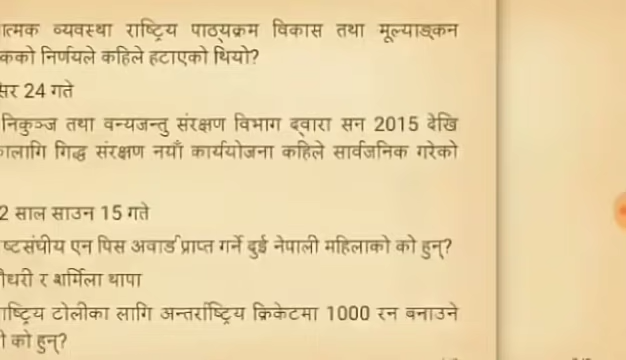 त्मक व्यवस्था राष्ट्रिय पाठ्यक्रम विकास तथा मूल्याङ्कन
कको निर्णयले कहिले हटाएको थियो?
सिर 24 गते
निकुञ्ज तथा वन्यजन्तु संरक्षण विभाग द्वारा सन 2015 देखि
लागि गिद्ध संरक्षण नयाँ कार्ययोजना कहिले सार्वजनिक गरेको
2 साल साउन 15 गते
ष्टसंघीय एन पिस अवार्ड प्राप्त गर्ने दुई नेपाली महिलाको को हुन्?
ौधरी र शर्मिला थापा
ाष्ट्रिय टोलीका लागि अन्तर्राष्ट्रिय क्रिकेटमा 1000 रन बनाउने
ी को हुन्?